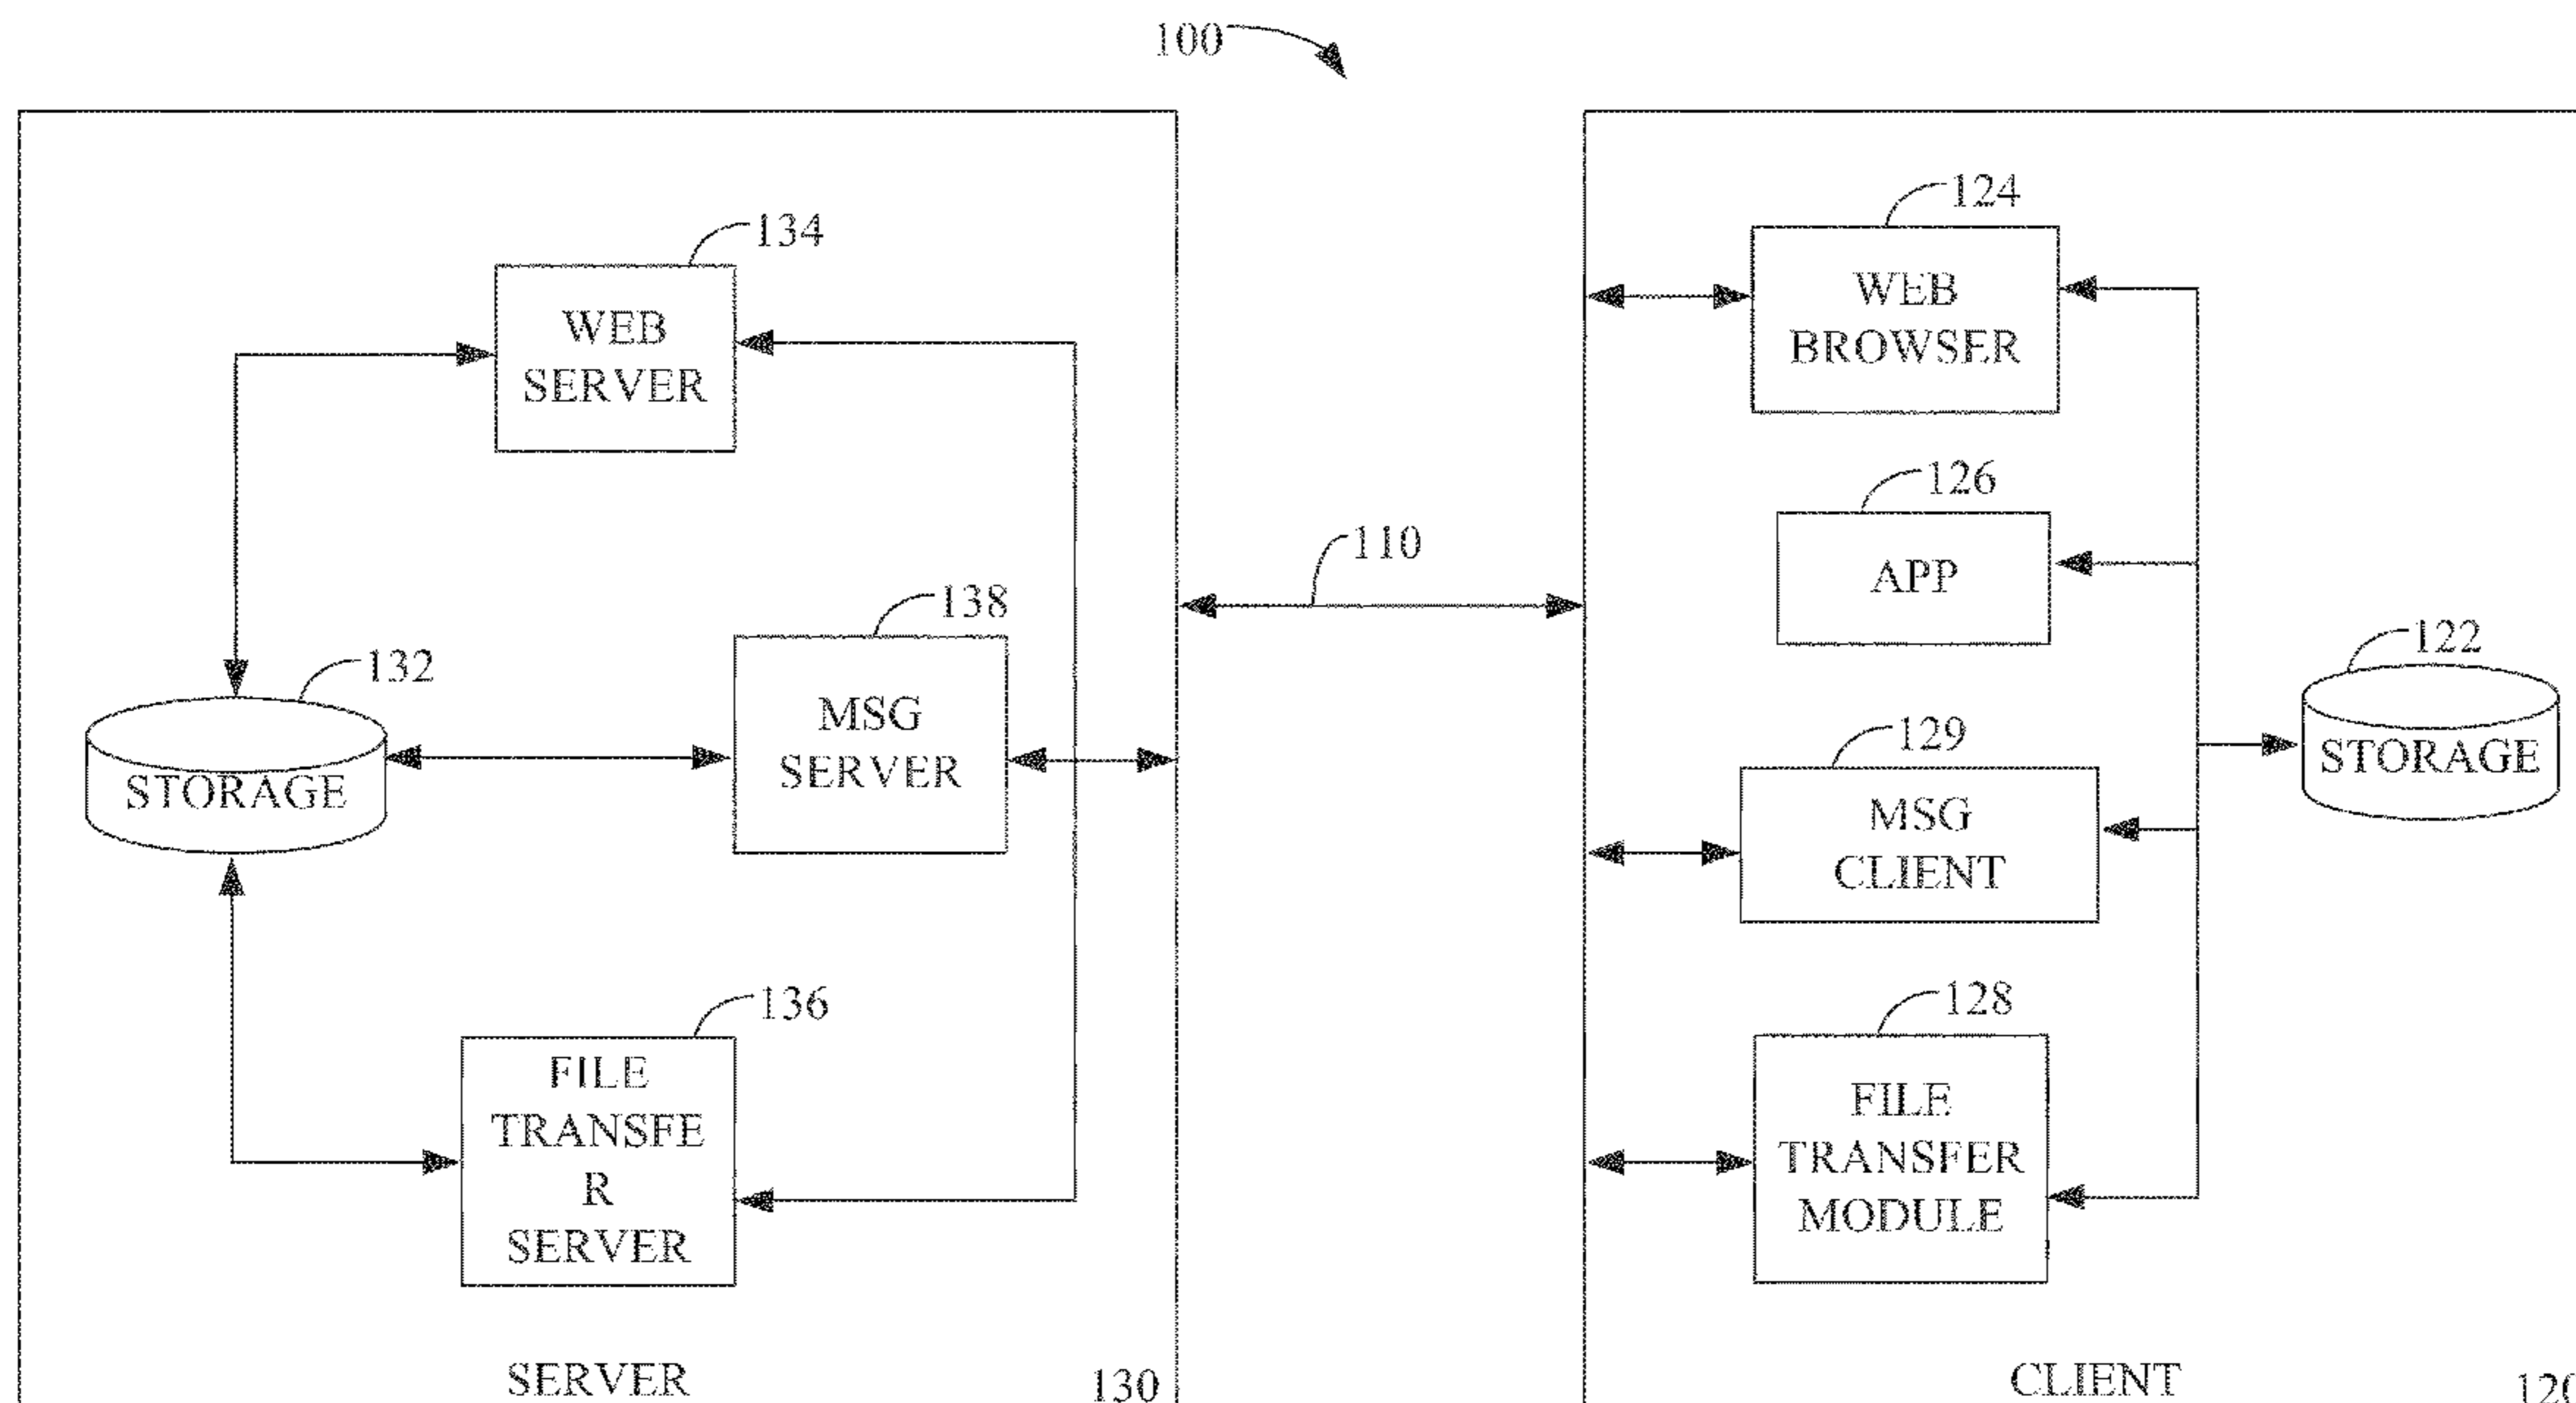 100
134
WEB
SERVER
138
MSG
SERVER
132
STORAGE
136
FILE
TRANSFE
R
SERVER
SERVER
130
110
124
WEB
BROWSER
126
APP
122
STORAGE
129
MSG
CLIENT
128
FILE
TRANSFER
MODULE
CLIENT
120